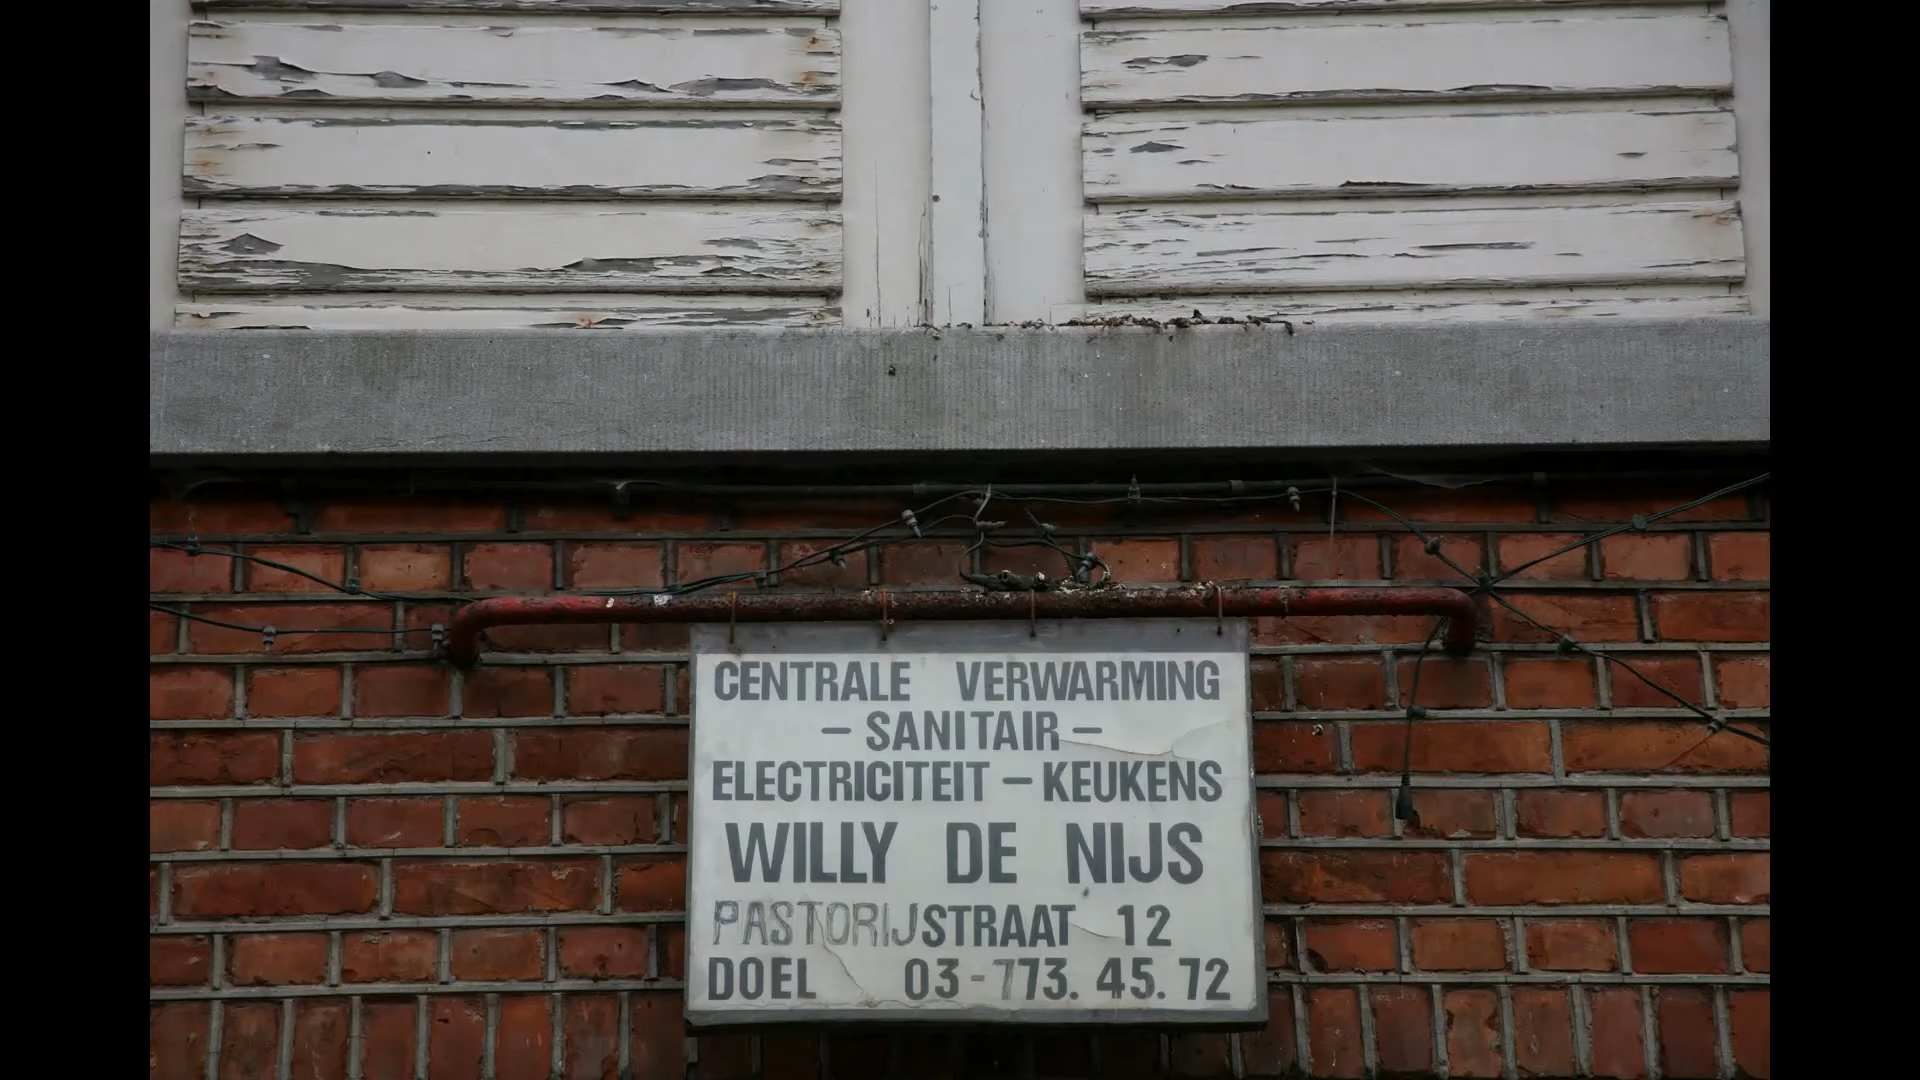 CENTRALE VERWARMING
– SANITAIR –
ELECTRICITEIT – KEUKENS
WILLY DE NIJS
PASTORIJSTRAAT 12
DOEL 03-773.45.72